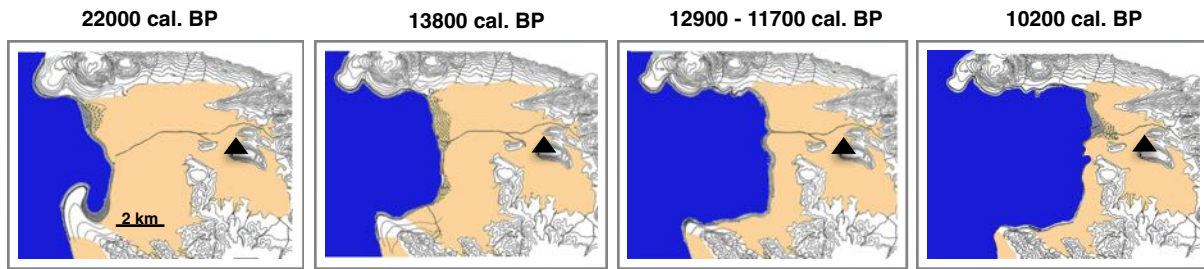 22000 cal. BP
13800 cal. BP
12900 - 11700 cal. BP
10200 cal. BP
2 km